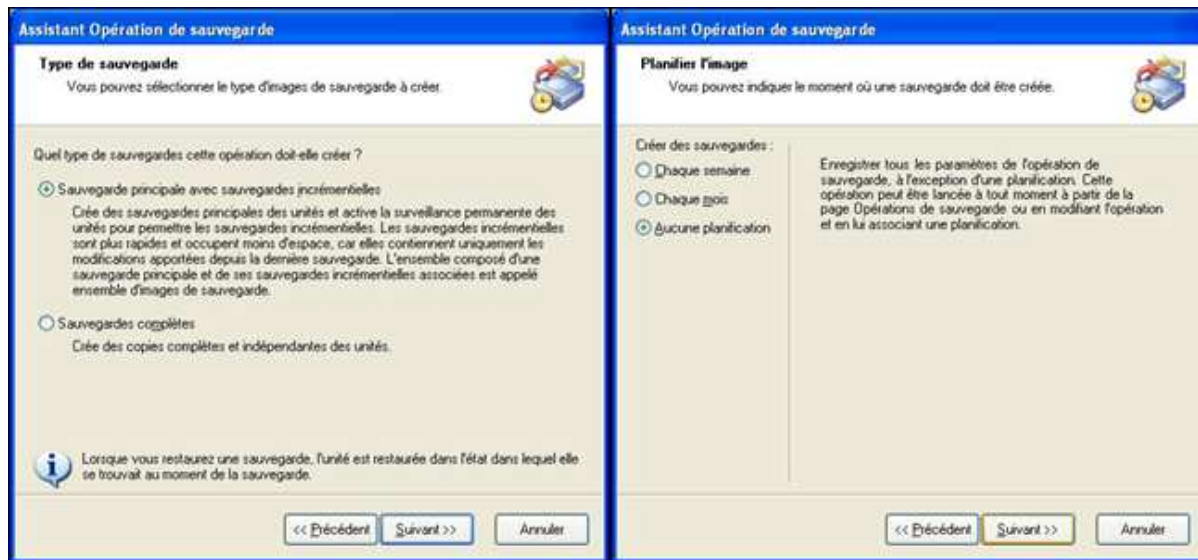 Assistant Opération de sauvegarde
Type de sauvegarde
Vous pouvez sélectionner le type d'images de sauvegarde à créer.
Quel type de sauvegardes cette opération doit-elle créer ?
Sauvegarde principale avec sauvegardes incrémentielles
Crée des sauvegardes principales des unités et active la surveillance permanente des
unités pour permettre les sauvegardes incrémentielles. Les sauvegardes incrémentielles
sont plus rapides et occupent moins d'espace, car elles contiennent uniquement les
modifications apportées depuis la dernière sauvegarde. L'ensemble composé d'une
sauvegarde principale et de ses sauvegardes incrémentielles associées est appelé
ensemble d'images de sauvegarde.
Sauvegardes complètes
Crée des copies complètes et indépendantes des unités.
Lorsque vous restaurez une sauvegarde, l'unité est restaurée dans l'état dans lequel elle
se trouvait au moment de la sauvegarde.
<< Précédent
Suivant >>
Annuler
Assistant Opération de sauvegarde
Planifier l'image
Vous pouvez indiquer le moment où une sauvegarde doit être créée.
Créer des sauvegardes :
Chaque semaine
Chaque mois
Aucune planification
Enregistrer tous les paramètres de l'opération de
sauvegarde, à l'exception d'une planification. Cette
opération peut être lancée à tout moment à partir de la
page Opérations de sauvegarde ou en modifiant l'opération
et en lui associant une planification.
<< Précédent
Suivant >>
Annuler